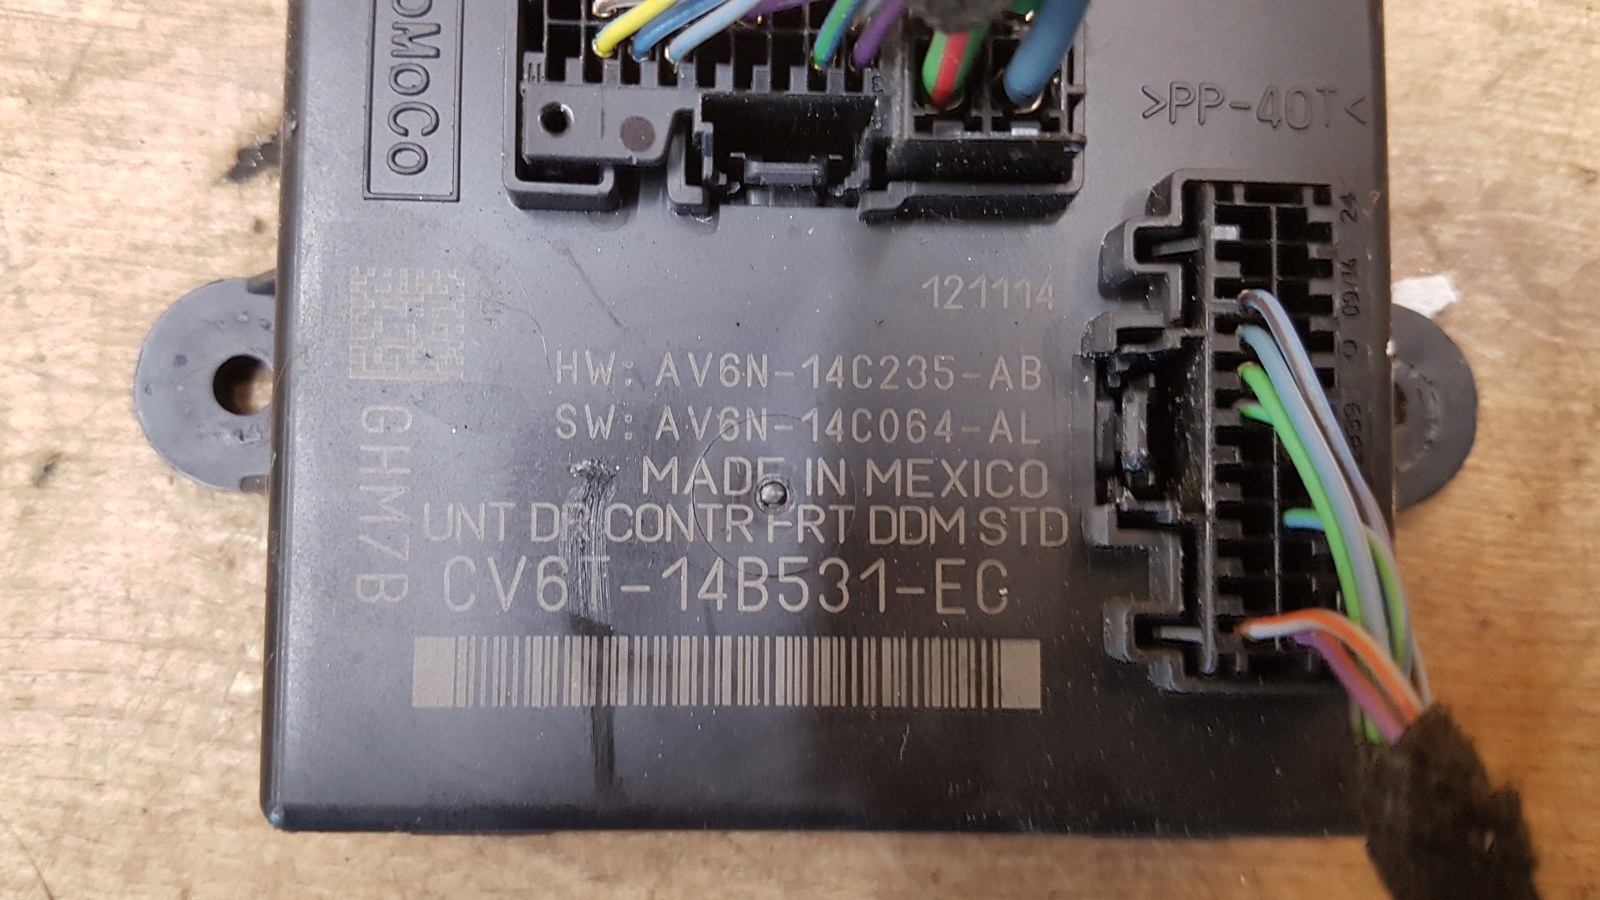 oMoCo
>PP-40T<
24
09/14
121114
HW: AV6N-14C235-AB
SW: AV6N-14C064-AL
MADE IN MEXICO
UNT DR CONTR FRT DDM STD
CV6T-14B531-EG
GHM7B